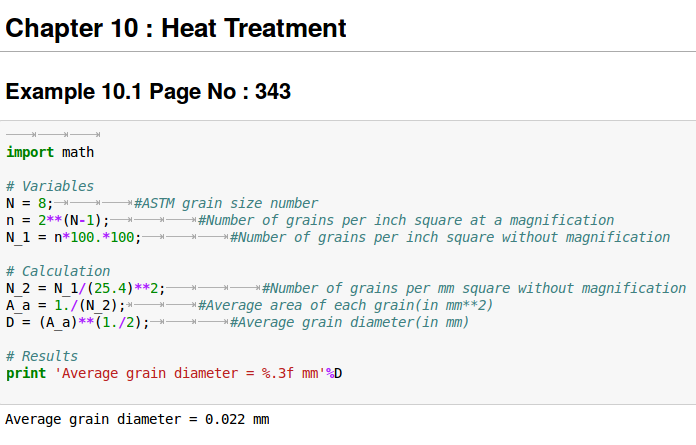 Chapter 10 : Heat Treatment
Example 10.1 Page No : 343
import math
# Variables
N = 8; #ASTM grain size number
n = 2**(N-1); #Number of grains per inch square at a magnification
N_1 = n*100.*100; #Number of grains per inch square without magnification
# Calculation
N_2 = N_1/(25.4)**2; #Number of grains per mm square without magnification
A_a = 1./(N_2); #Average area of each grain(in mm**2)
D = (A_a)**(1./2); #Average grain diameter(in mm)
# Results
print 'Average grain diameter = %.3f mm'%D
Average grain diameter = 0.022 mm